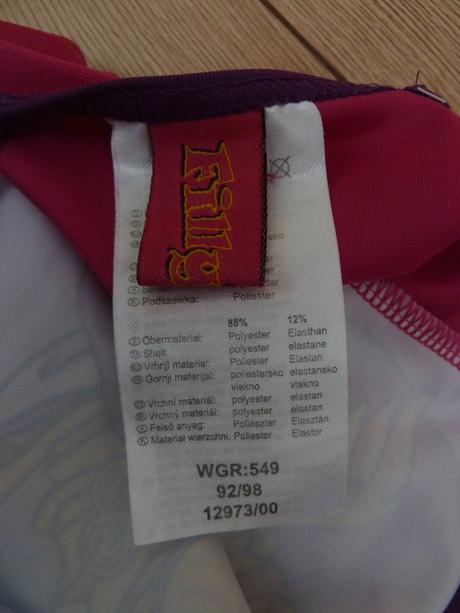 Filly
Podszewka: Poliester
88% 12%
Obermaterial: Polyester Elasthan
Shell: polyester elastane
Vrhnji material: Poliester Elastan
Gornji materijal: poliestersko elastansko
vlakno vlakno
Vrchní materiál: polyester elastan
Vrchný materiál: polyester elastan
Felső anyag: Poliészter Elasztán
Materiał wierzchni: Poliester Elastor
WGR:549
92/98
12973/00